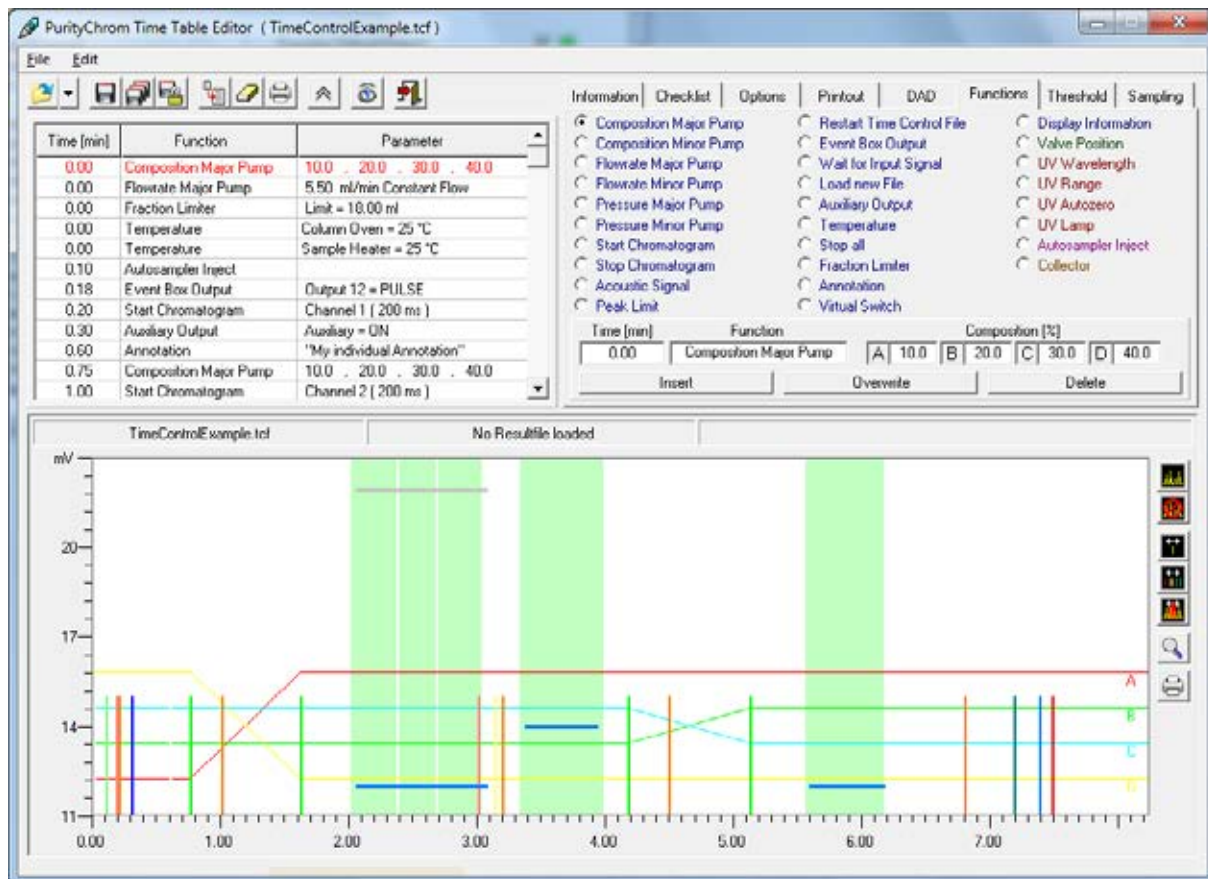 PurityChrom Time Table Editor ( TimeControlExample.tcf )
File Edit
Information Checklist Options Printout DAD Functions Threshold Sampling
Time [min] Function Parameter
0.00 Composition Major Pump 10.0 . 20.0 . 30.0 . 40.0
0.00 Flowrate Major Pump 5.50 ml/min Constant Flow
0.00 Fraction Limiter Limit = 18.00 ml
0.00 Temperature Column Oven = 25 °C
0.00 Temperature Sample Heater = 25 °C
0.10 Autosampler Inject
0.18 Event Box Output Output 12 = PULSE
0.20 Start Chromatogram Channel 1 ( 200 ms )
0.30 Auxiliary Output Auxiliary = ON
0.60 Annotation "My individual Annotation"
0.75 Composition Major Pump 10.0 . 20.0 . 30.0 . 40.0
1.00 Start Chromatogram Channel 2 ( 200 ms )
Composition Major Pump Restart Time Control File Display Information
Composition Minor Pump Event Box Output Valve Position
Flowrate Major Pump Wait for Input Signal UV Wavelength
Flowrate Minor Pump Load new File UV Range
Pressure Major Pump Auxiliary Output UV Autozero
Pressure Minor Pump Temperature UV Lamp
Start Chromatogram Stop all Autosampler Inject
Stop Chromatogram Fraction Limiter Collector
Acoustic Signal Annotation
Peak Limit Virtual Switch
Time [min] Function Composition [%]
0.00 Composition Major Pump A 10.0 B 20.0 C 30.0 D 40.0
Insert Overwrite Delete
TimeControlExample.tcf No Resultfile loaded
mV
20
17
A
B
14
C
D
11
0.00 1.00 2.00 3.00 4.00 5.00 6.00 7.00